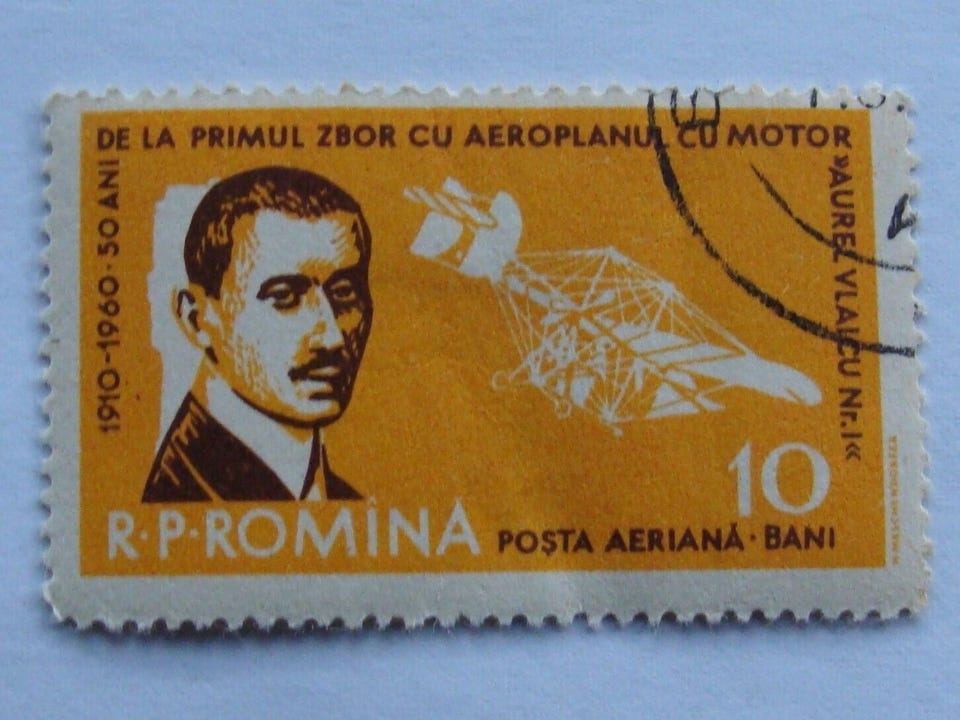 1910-1960·50 ANI
DE LA PRIMUL ZBOR CU AEROPLANUL CU MOTOR
»AUREL VLAICU Nr.I«
10
R·P·ROMÎNĂ
POȘTA AERIANĂ·BANI